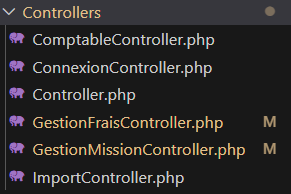 Controllers
ComptableController.php
ConnexionController.php
Controller.php
GestionFraisController.php M
GestionMissionController.php M
ImportController.php